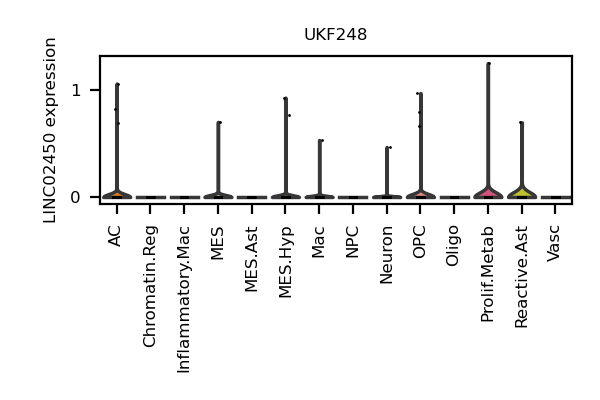 UKF248
LINC02450 expression
1
0
AC
Chromatin.Reg
Inflammatory.Mac
MES
MES.Ast
MES.Hyp
Mac
NPC
Neuron
OPC
Oligo
Prolif.Metab
Reactive.Ast
Vasc